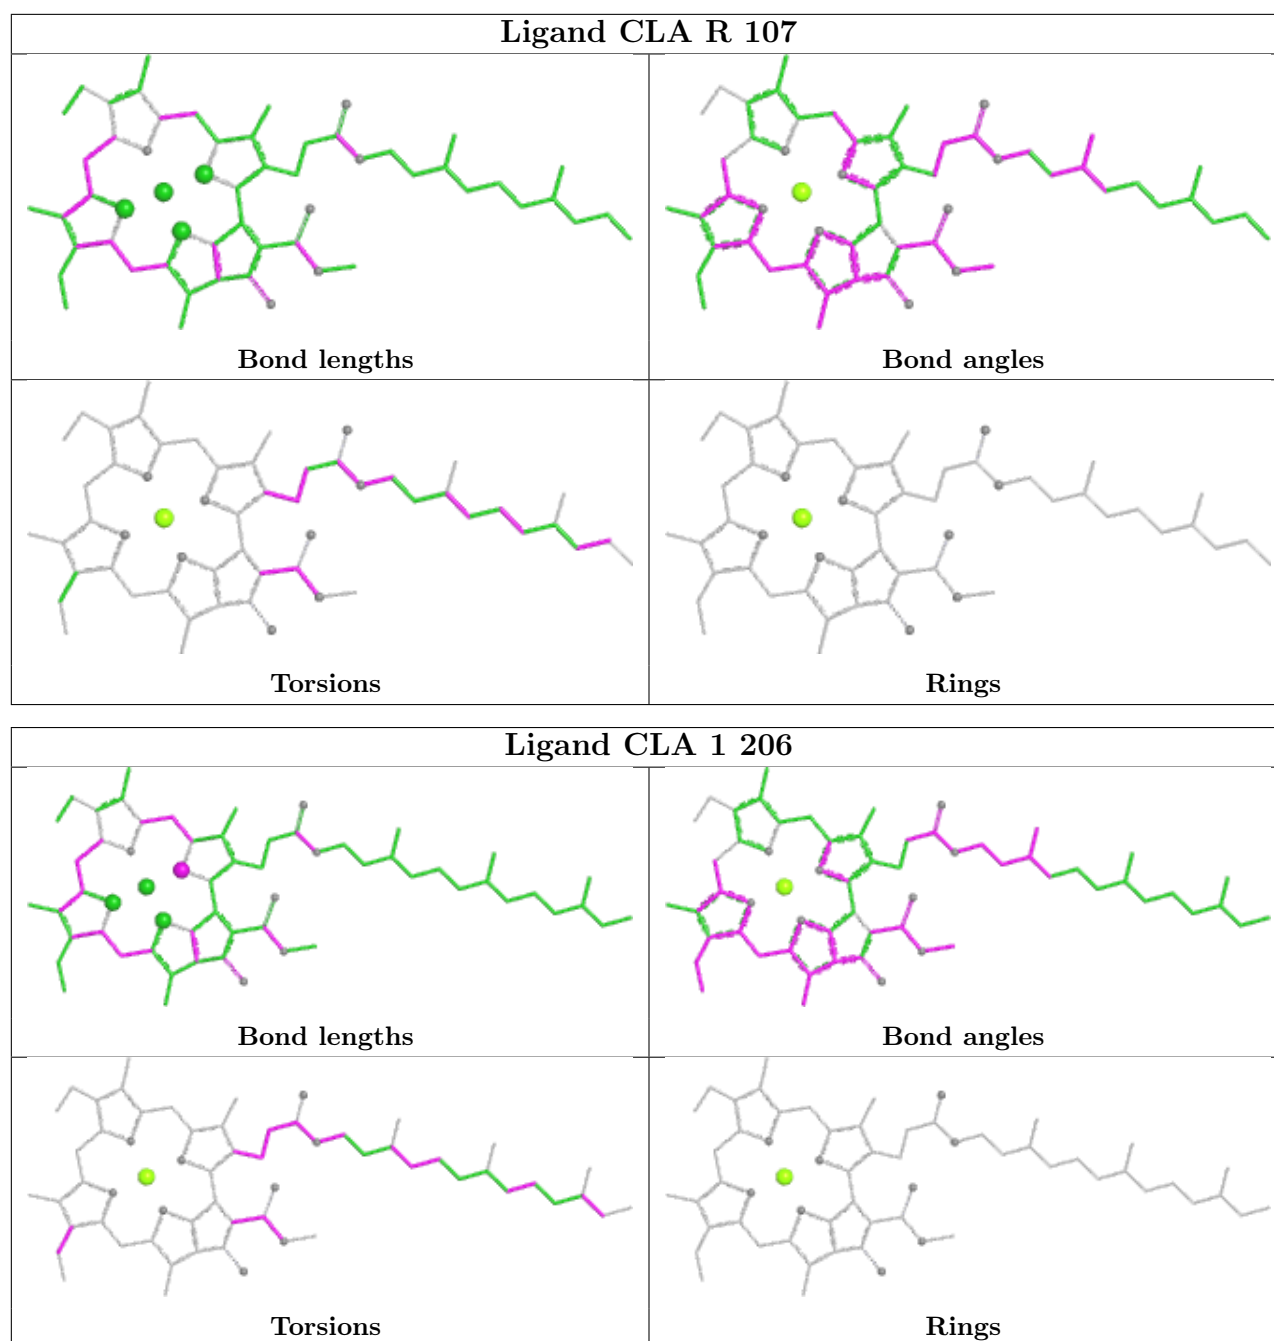 Ligand CLA R 107
Bond lengths
Bond angles
Torsions
Rings
Ligand CLA 1 206
Bond lengths
Bond angles
Torsions
Rings